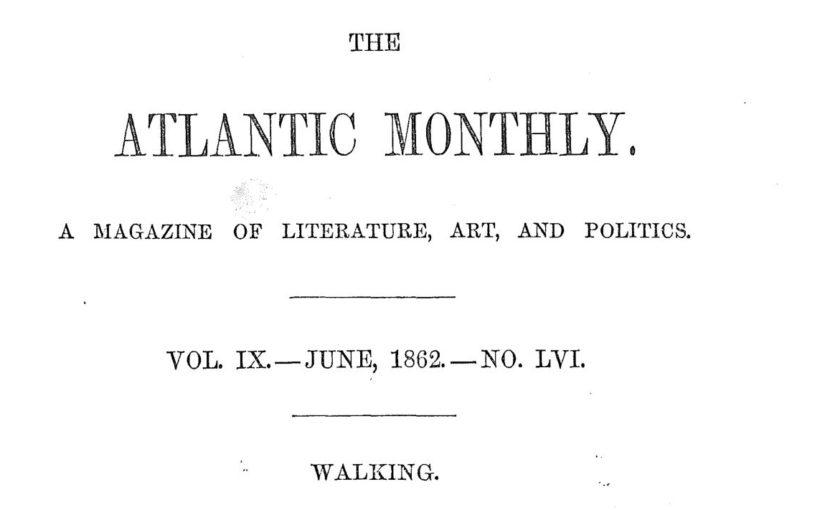 THE
ATLANTIC MONTHLY.
A MAGAZINE OF LITERATURE, ART, AND POLITICS.
VOL. IX.—JUNE, 1862.—NO. LVI.
WALKING.